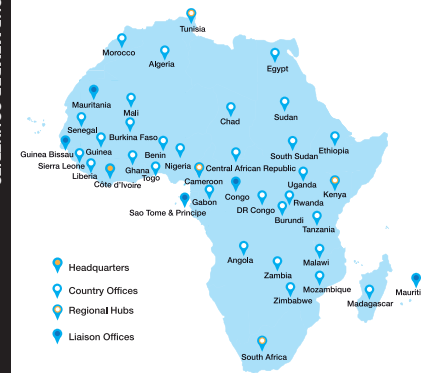 Tunisia
Morocco
Algeria
Egypt
Mauritania
Mali
Chad
Sudan
Senegal
Burkina Faso
Ethiopia
Guinea Bissau
Guinea
Benin
South Sudan
Sierra Leone
Ghana
Nigeria
Central African Republic
Liberia
Togo
Uganda
Côte d'Ivoire
Cameroon
Kenya
Gabon
Congo
Rwanda
Sao Tome & Principe
DR Congo
Burundi
Tanzania
Angola
Malawi
Headquarters
Zambia
Country Offices
Mozambique
Mauriti
Zimbabwe
Madagascar
Regional Hubs
Liaison Offices
South Africa